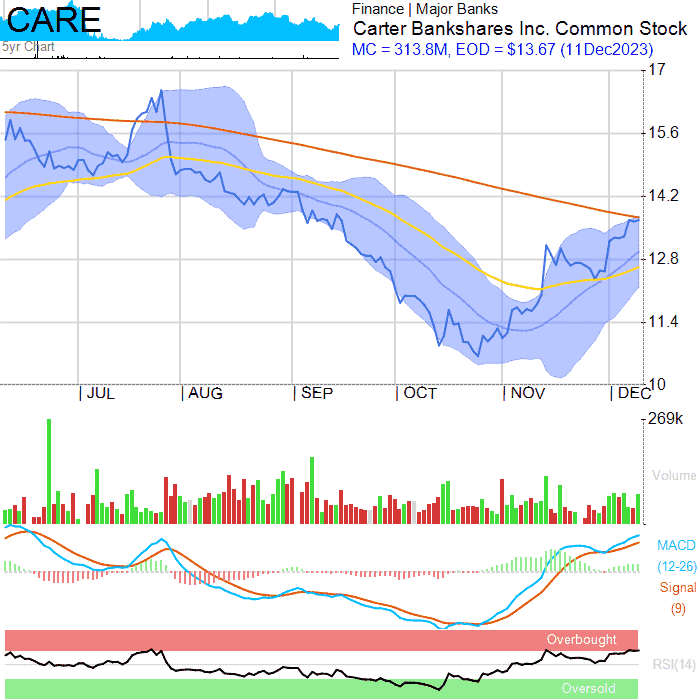 CARE
5yr Chart
Finance | Major Banks
Carter Bankshares Inc. Common Stock
MC = 313.8M, EOD = $13.67 (11Dec2023)
17
15.6
14.2
12.8
11.4
10
JUL AUG SEP OCT NOV DEC
269k
Volume
MACD
(12-26)
Signal
(9)
Overbought
RSI(14)
Oversold